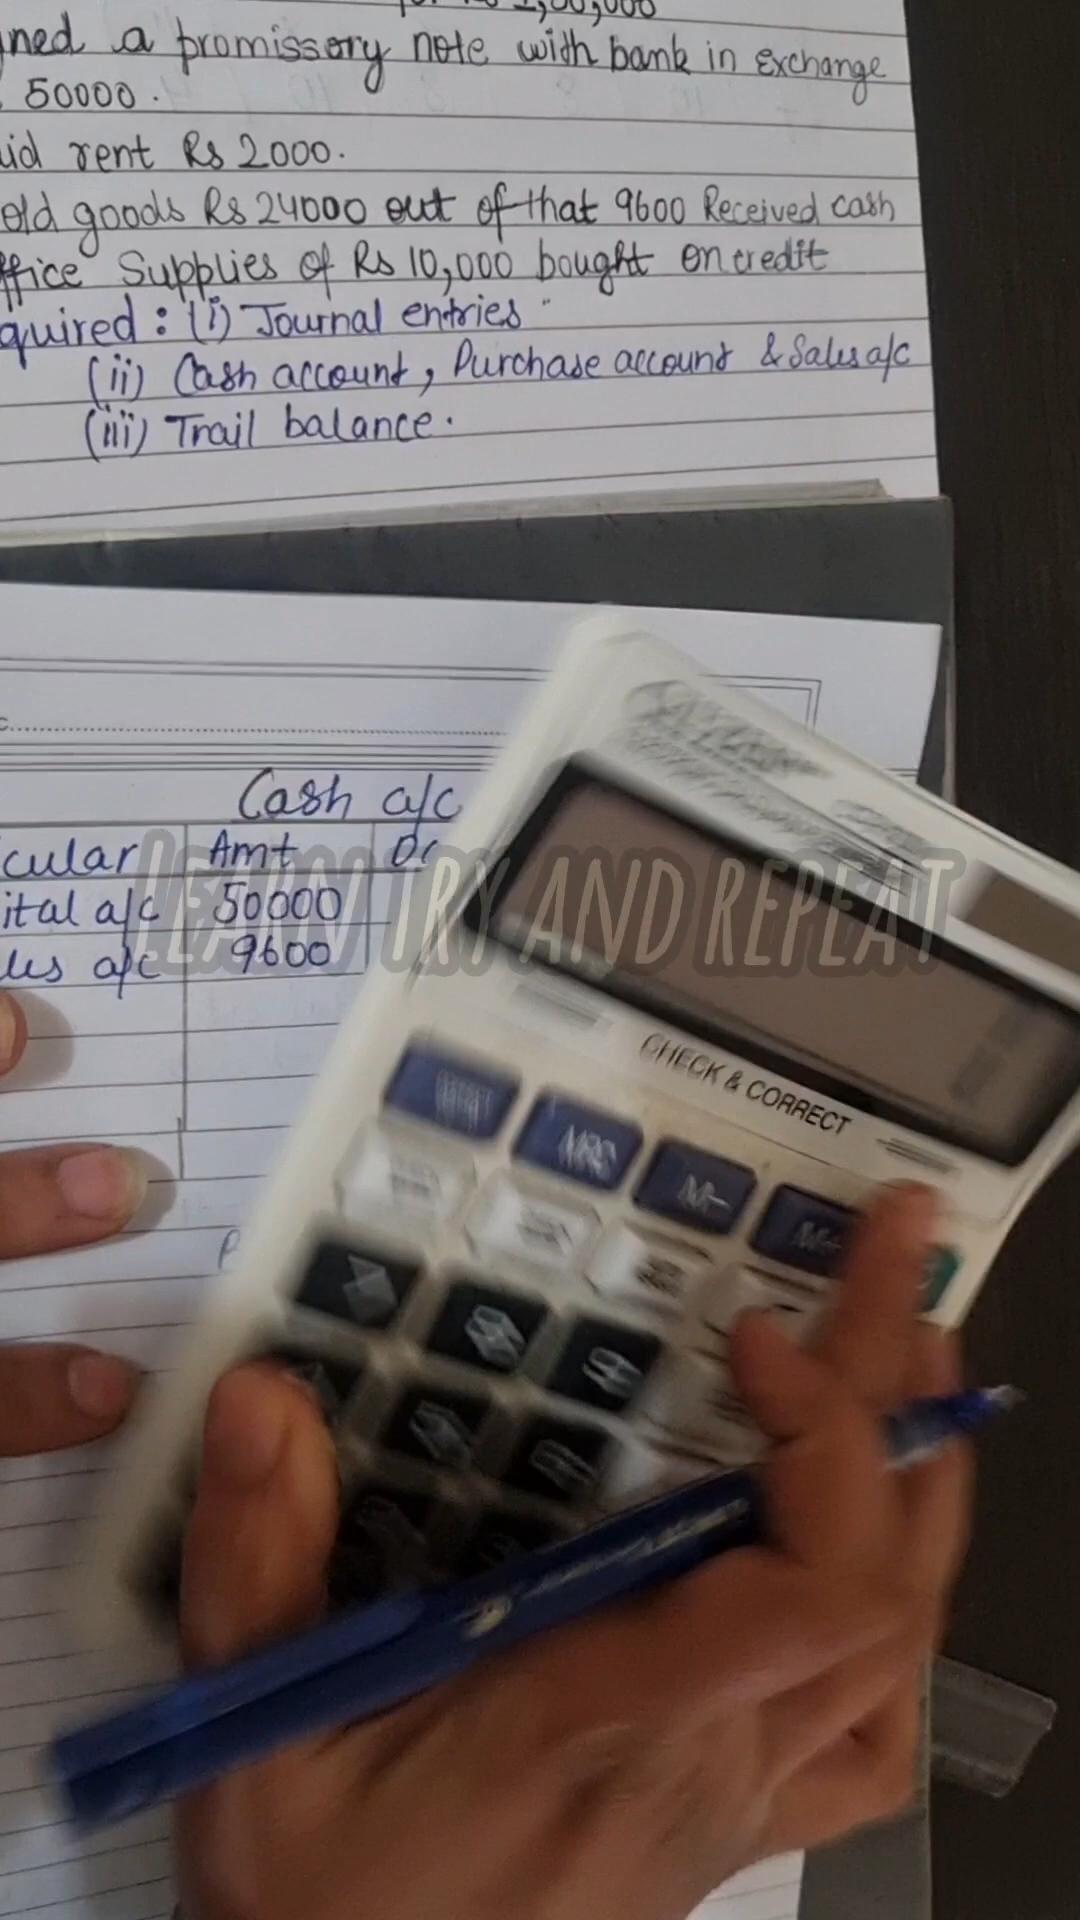 ned a promissory note with bank in exchange
50000.
id rent Rs 2000.
old goods Rs 24000 out of that 9600 Received cash
ffice Supplies of Rs 10,000 bought on credit
quired : (i) Journal entries
(ii) Cash account, Purchase account & Sales a/c
(iii) Trail balance.
Cash a/c
cular Amt
ital a/c 50000
les a/c 9600
LEARN TRY AND REPEAT
CHECK & CORRECT
MRC M-